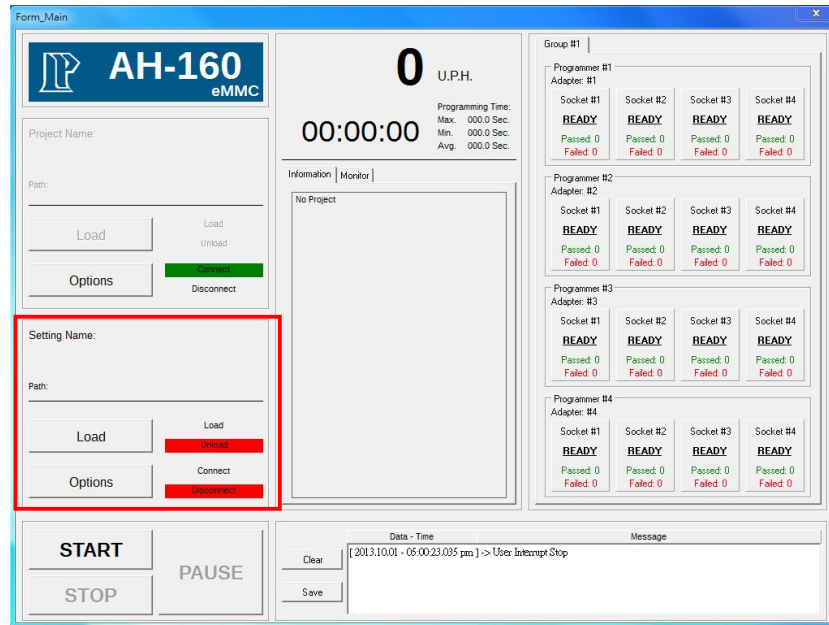 Form_Main
x
AH-160
eMMC
Project Name:
Path:
Load
Load
Unload
Options
Connect
Disconnect
Setting Name:
Path:
Load
Load
Unload
Options
Connect
Disconnect
START
STOP
PAUSE
0 U.P.H.
00:00:00
Programming Time:
Max. 000.0 Sec.
Min. 000.0 Sec.
Avg. 000.0 Sec.
Information Monitor
No Project
Group #1
Programmer #1
Adapter: #1
Socket #1 Socket #2 Socket #3 Socket #4
READY READY READY READY
Passed: 0 Passed: 0 Passed: 0 Passed: 0
Failed: 0 Failed: 0 Failed: 0 Failed: 0
Programmer #2
Adapter: #2
Socket #1 Socket #2 Socket #3 Socket #4
READY READY READY READY
Passed: 0 Passed: 0 Passed: 0 Passed: 0
Failed: 0 Failed: 0 Failed: 0 Failed: 0
Programmer #3
Adapter: #3
Socket #1 Socket #2 Socket #3 Socket #4
READY READY READY READY
Passed: 0 Passed: 0 Passed: 0 Passed: 0
Failed: 0 Failed: 0 Failed: 0 Failed: 0
Programmer #4
Adapter: #4
Socket #1 Socket #2 Socket #3 Socket #4
READY READY READY READY
Passed: 0 Passed: 0 Passed: 0 Passed: 0
Failed: 0 Failed: 0 Failed: 0 Failed: 0
Clear
Save
Data - Time Message
[ 2013.10.01 - 05:00:23.035 pm ] -> User Interrupt Stop